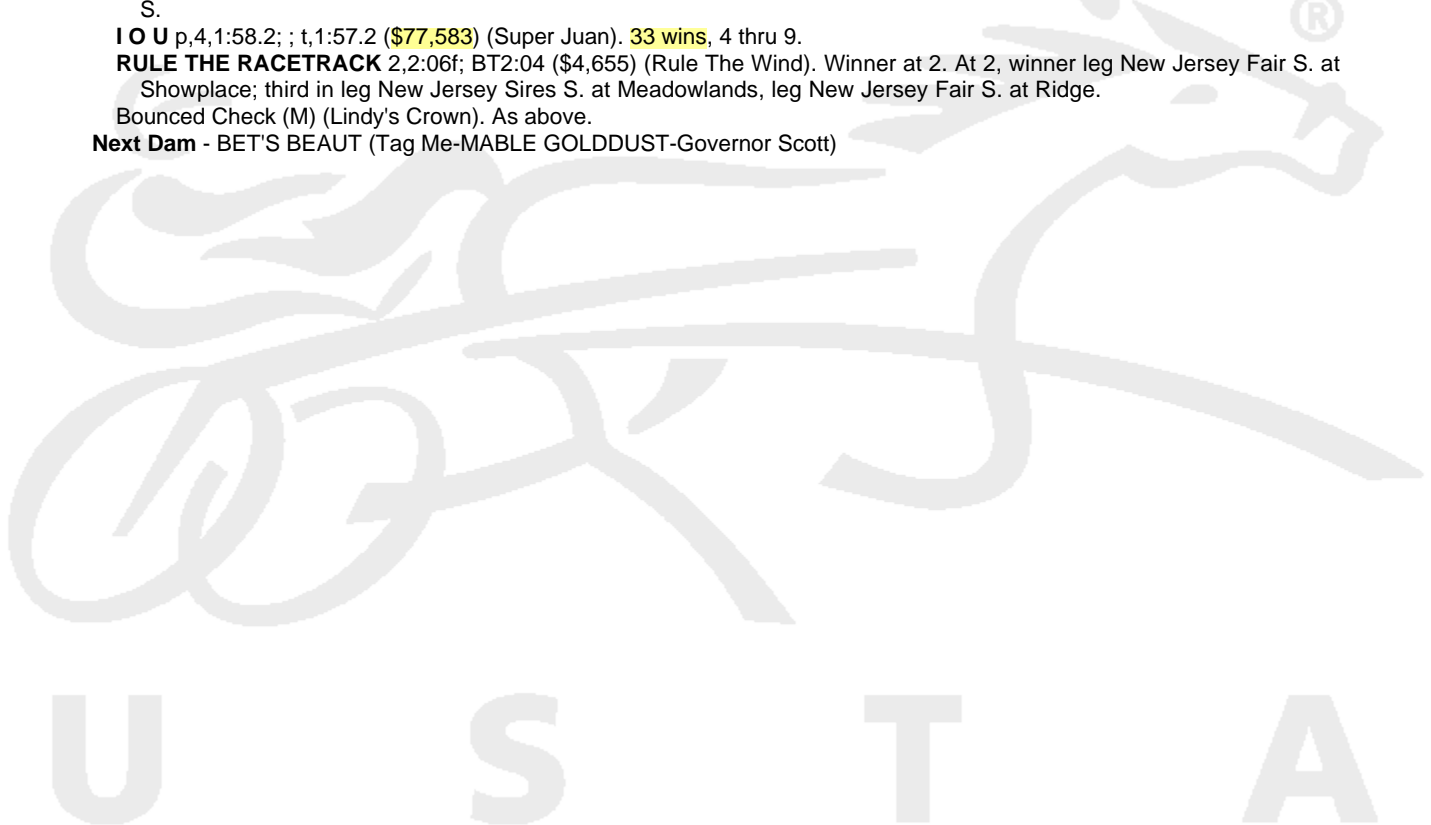 S.
I O U p,4,1:58.2; ; t,1:57.2 ($77,583) (Super Juan). 33 wins, 4 thru 9.
RULE THE RACETRACK 2,2:06f; BT2:04 ($4,655) (Rule The Wind). Winner at 2. At 2, winner leg New Jersey Fair S. at
Showplace; third in leg New Jersey Sires S. at Meadowlands, leg New Jersey Fair S. at Ridge.
Bounced Check (M) (Lindy's Crown). As above.
Next Dam - BET'S BEAUT (Tag Me-MABLE GOLDDUST-Governor Scott)
®
U S T A